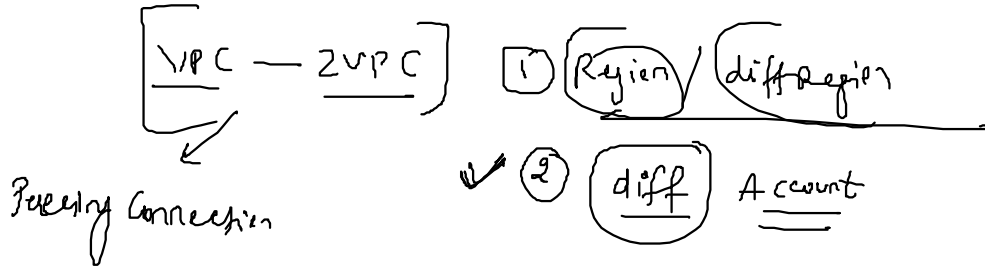 VPC — 2VPC
1 Region / diff Region
2 diff Account
Peering Connection